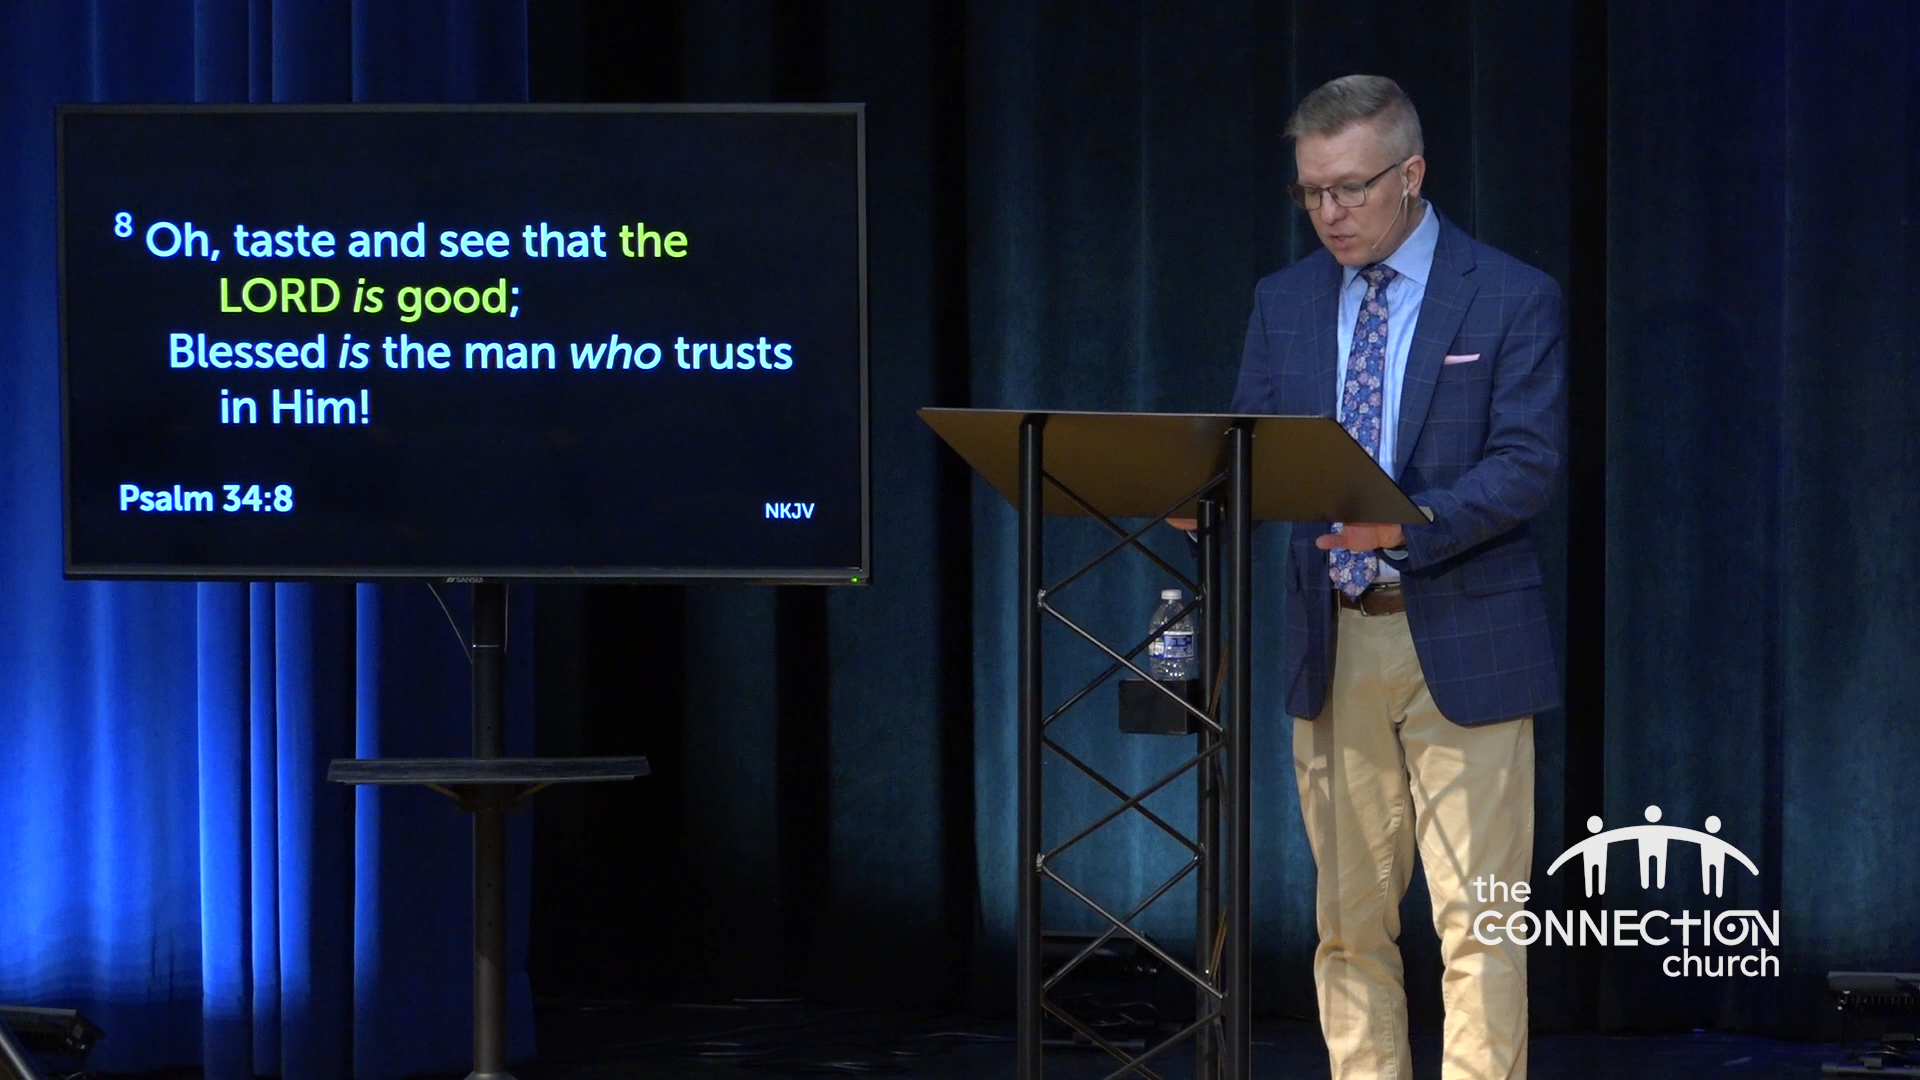 8 Oh, taste and see that the
LORD is good;
Blessed is the man who trusts
in Him!
Psalm 34:8
NKJV
SANSUI
the
CONNECTION
church